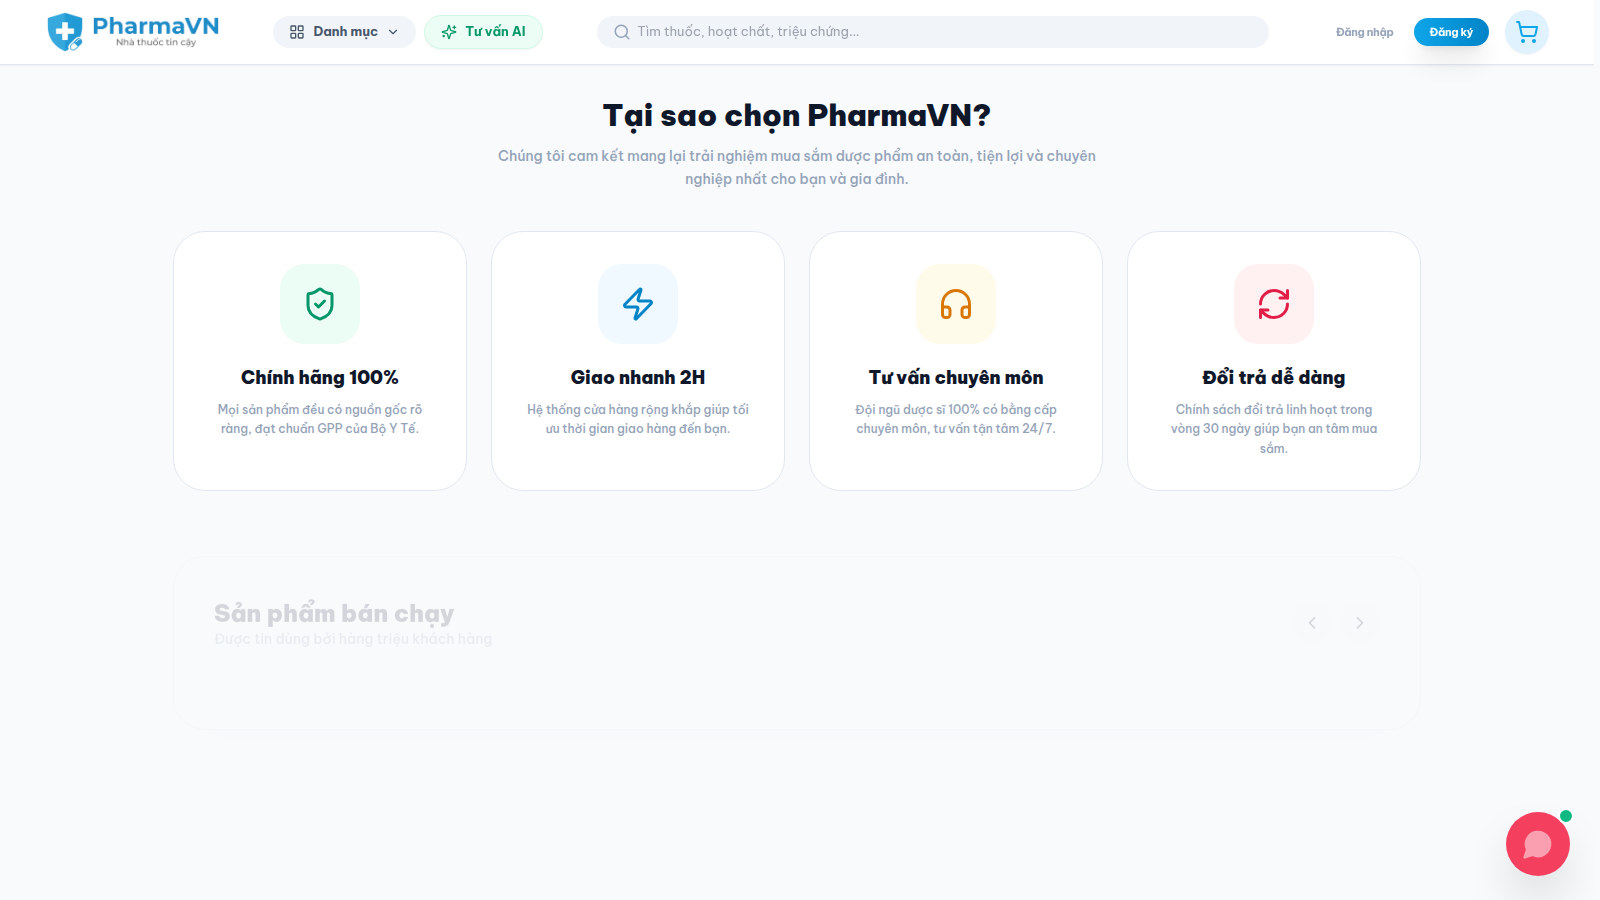 PharmaVN
Nhà thuốc tin cậy
Danh mục
Tư vấn AI
Tìm thuốc, hoạt chất, triệu chứng...
Đăng nhập
Đăng ký
Tại sao chọn PharmaVN?
Chúng tôi cam kết mang lại trải nghiệm mua sắm dược phẩm an toàn, tiện lợi và chuyên
nghiệp nhất cho bạn và gia đình.
Chính hãng 100%
Mọi sản phẩm đều có nguồn gốc rõ
ràng, đạt chuẩn GPP của Bộ Y Tế.
Giao nhanh 2H
Hệ thống cửa hàng rộng khắp giúp tối
ưu thời gian giao hàng đến bạn.
Tư vấn chuyên môn
Đội ngũ dược sĩ 100% có bằng cấp
chuyên môn, tư vấn tận tâm 24/7.
Đổi trả dễ dàng
Chính sách đổi trả linh hoạt trong
vòng 30 ngày giúp bạn an tâm mua
sắm.
Sản phẩm bán chạy
Được tin dùng bởi hàng triệu khách hàng